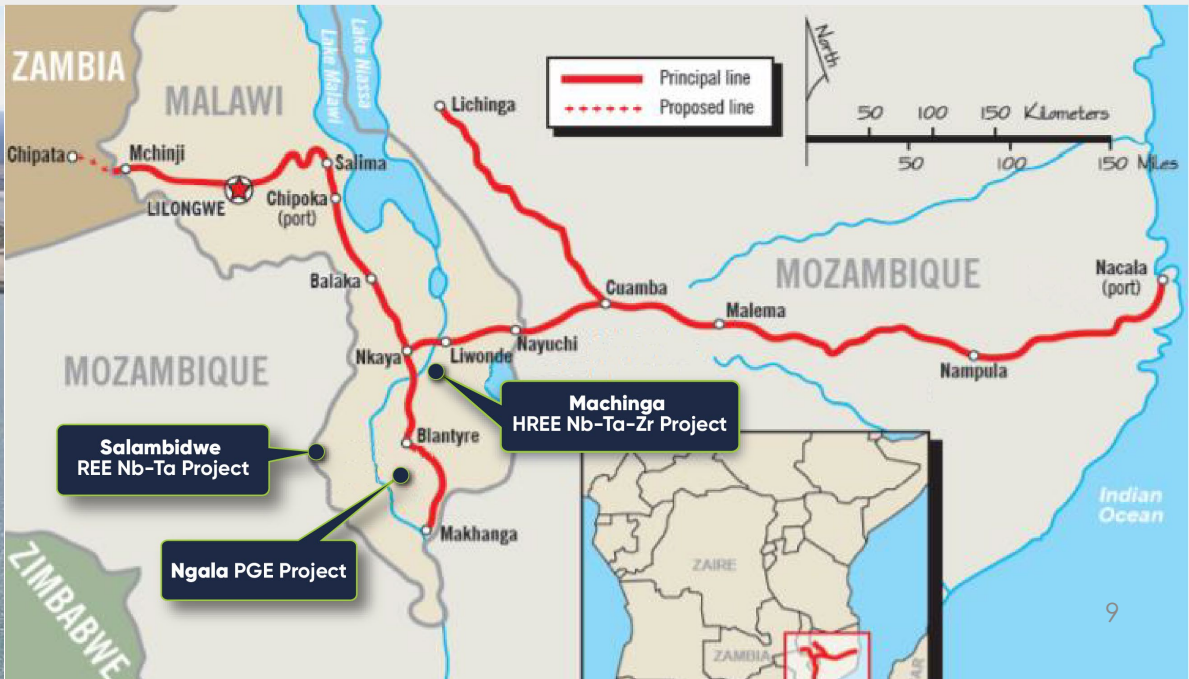 ZAMBIA
MALAWI
Lake Niassa
Lake Malawi
Principal line
Proposed line
North
50 100 150 Kilometers
50 100 150 Miles
Lichinga
Chipata
Mchinji
LILONGWE
Salima
Chipoka
(port)
Balaka
Cuamba
MOZAMBIQUE
Malema
Nacala
(port)
Nampula
Nkaya
Liwonde
Nayuchi
MOZAMBIQUE
Machinga
HREE Nb-Ta-Zr Project
Salambidwe
REE Nb-Ta Project
Blantyre
Makhanga
Ngala PGE Project
ZIMBABWE
Indian
Ocean
ZAIRE
ZAMBIA
9